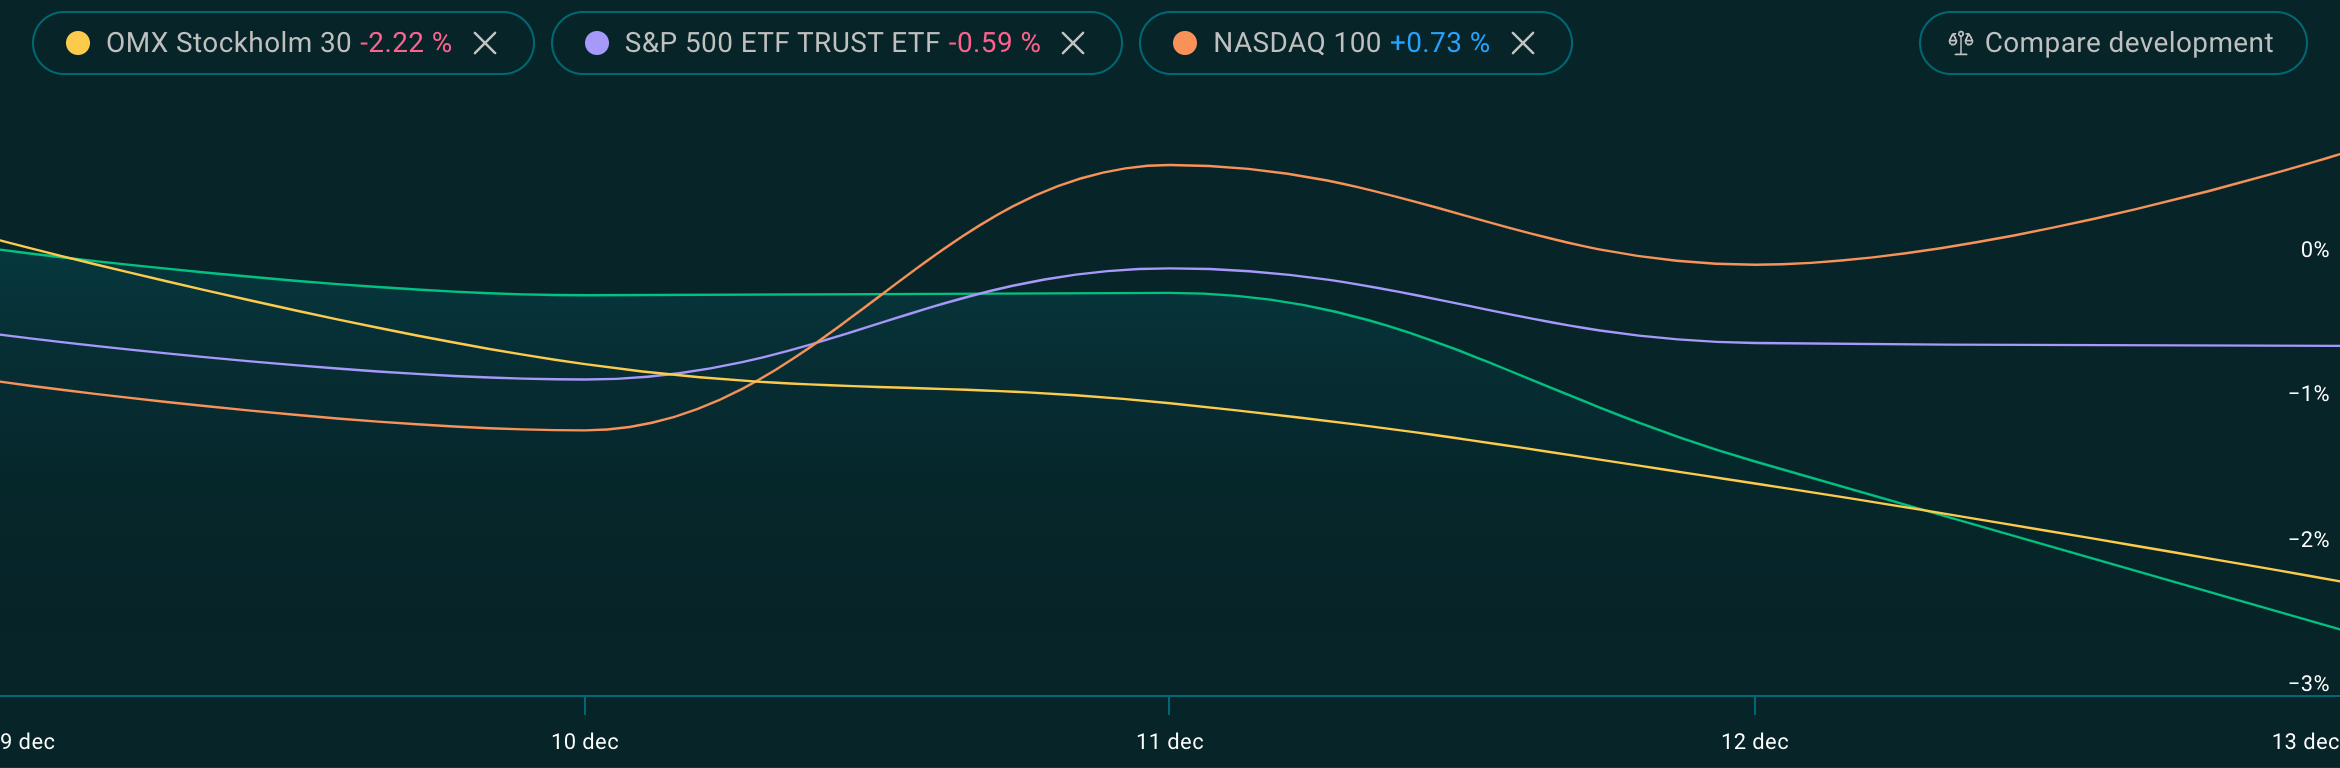 OMX Stockholm 30 -2.22 %
S&P 500 ETF TRUST ETF -0.59 %
NASDAQ 100 +0.73 %
Compare development
0%
−1%
−2%
−3%
9 dec
10 dec
11 dec
12 dec
13 dec